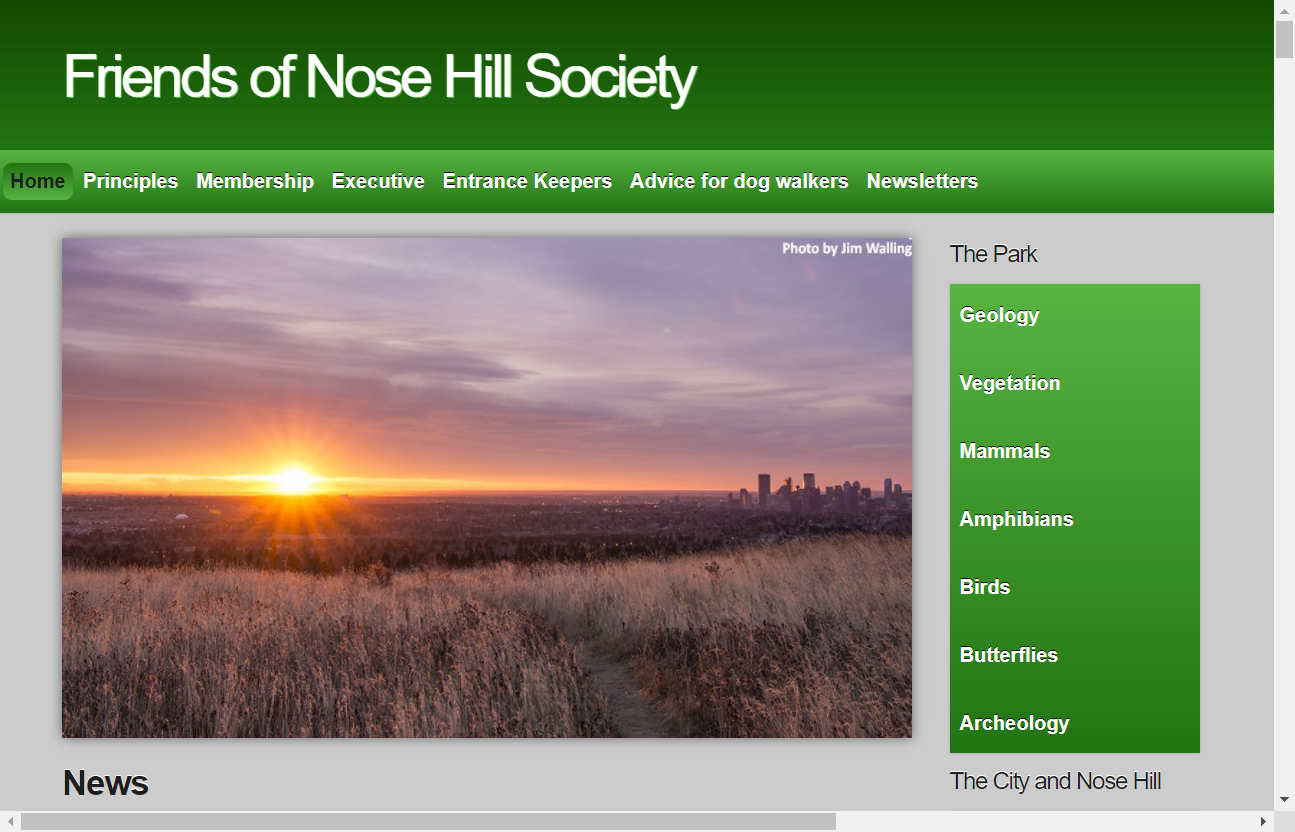 Friends of Nose Hill Society
Home Principles Membership Executive Entrance Keepers Advice for dog walkers Newsletters
Photo by Jim Walling
The Park
Geology
Vegetation
Mammals
Amphibians
Birds
Butterflies
Archeology
News
The City and Nose Hill